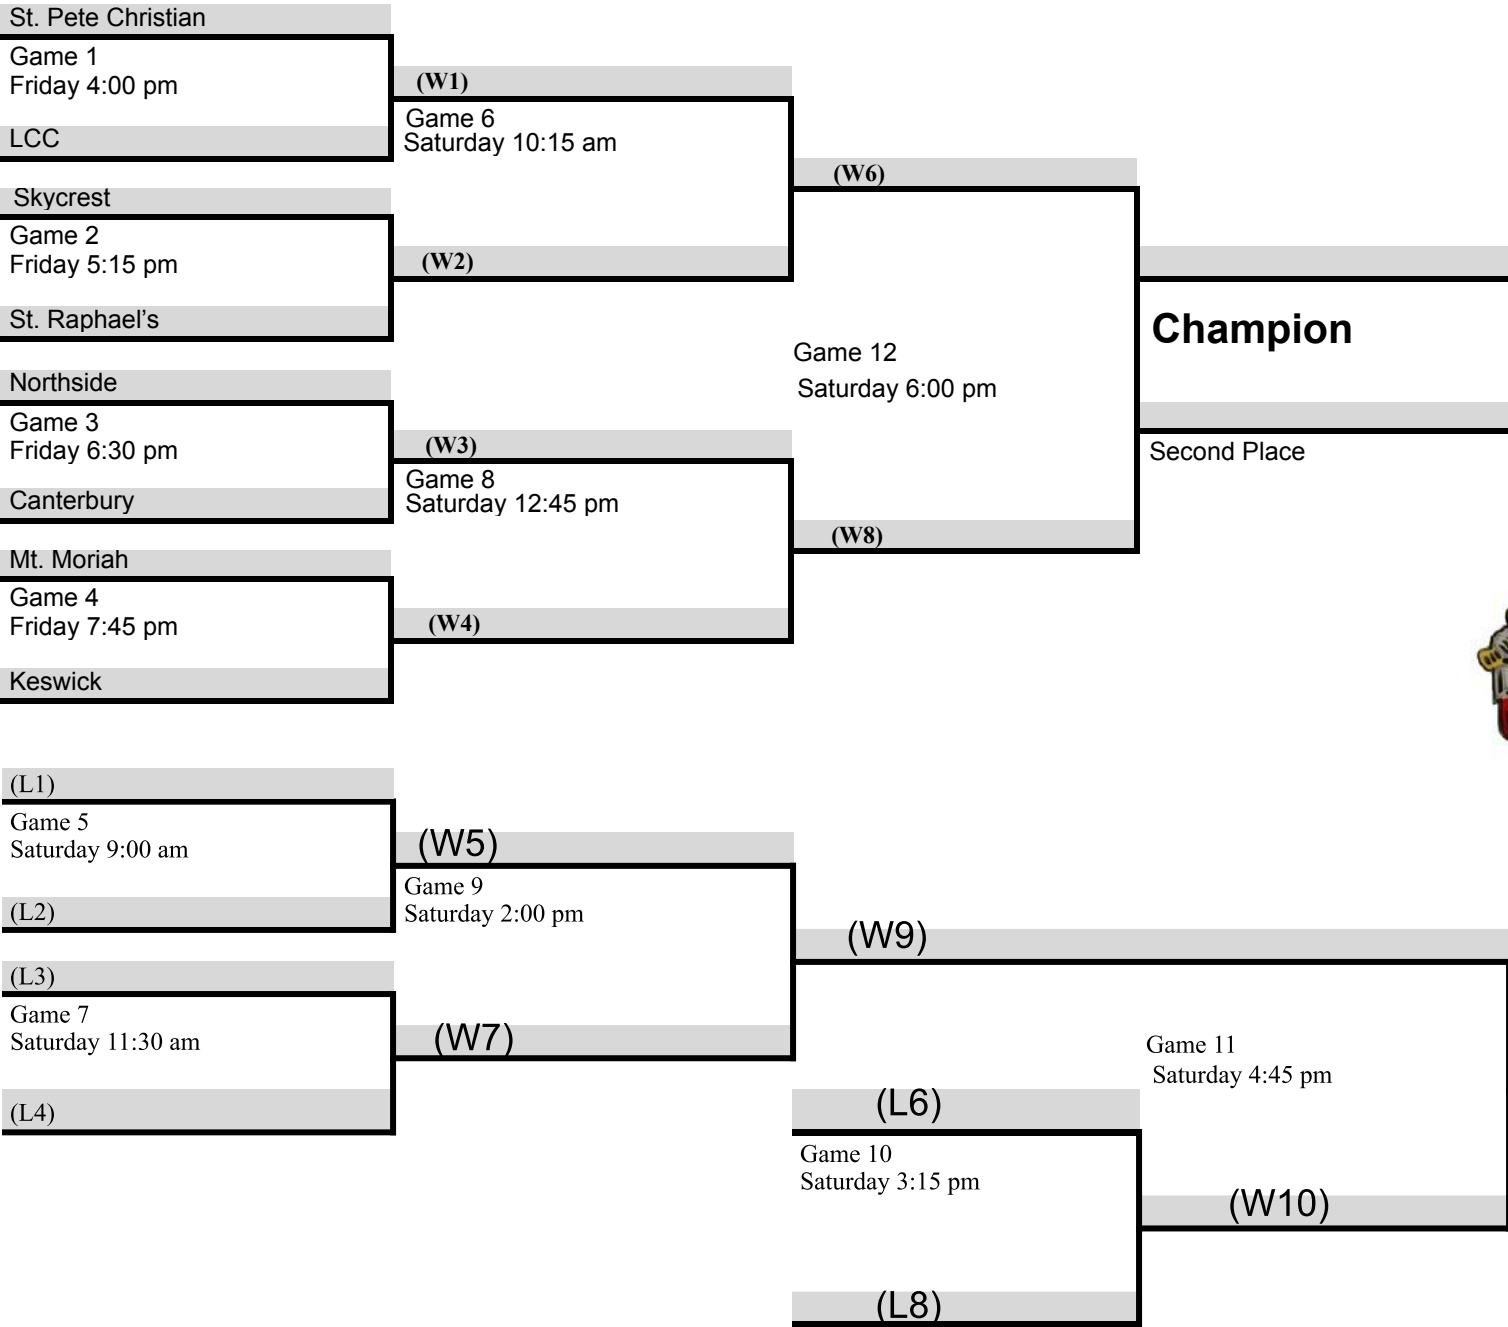 St. Pete Christian
Game 1
Friday 4:00 pm
LCC
(W1)
Game 6
Saturday 10:15 am
Skycrest
Game 2
Friday 5:15 pm
St. Raphael’s
(W2)
(W6)
Game 12
Saturday 6:00 pm
Champion
Second Place
Northside
Game 3
Friday 6:30 pm
Canterbury
(W3)
Game 8
Saturday 12:45 pm
(W8)
Mt. Moriah
Game 4
Friday 7:45 pm
Keswick
(W4)
(L1)
Game 5
Saturday 9:00 am
(L2)
(W5)
Game 9
Saturday 2:00 pm
(L3)
Game 7
Saturday 11:30 am
(L4)
(W7)
(W9)
Game 11
Saturday 4:45 pm
(L6)
Game 10
Saturday 3:15 pm
(W10)
(L8)